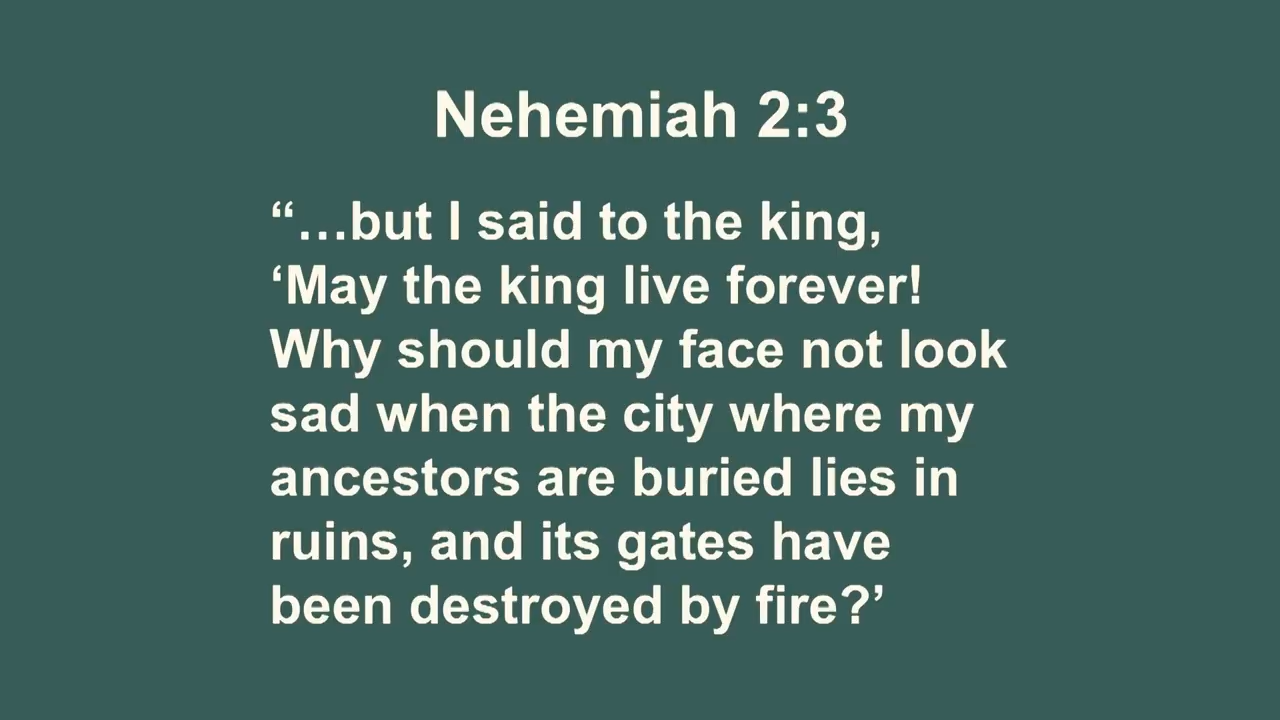 Nehemiah 2:3
“…but I said to the king,
‘May the king live forever!
Why should my face not look
sad when the city where my
ancestors are buried lies in
ruins, and its gates have
been destroyed by fire?’